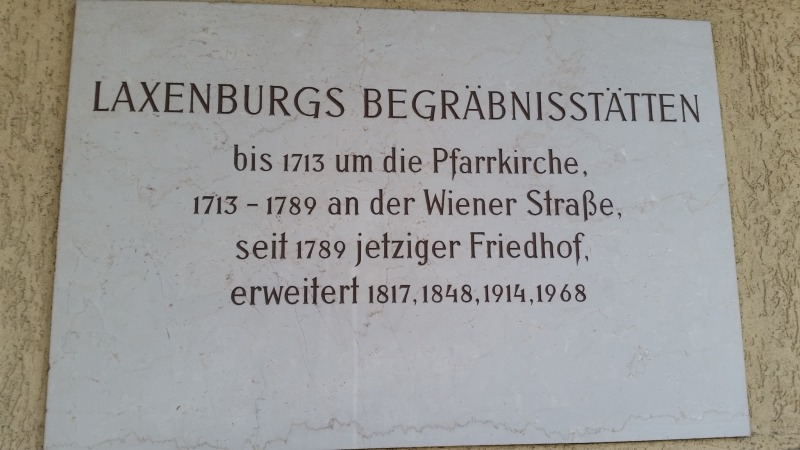 LAXENBURGS BEGRÄBNISSTÄTTEN
bis 1713 um die Pfarrkirche,
1713 – 1789 an der Wiener Straße,
seit 1789 jetziger Friedhof,
erweitert 1817, 1848, 1914, 1968